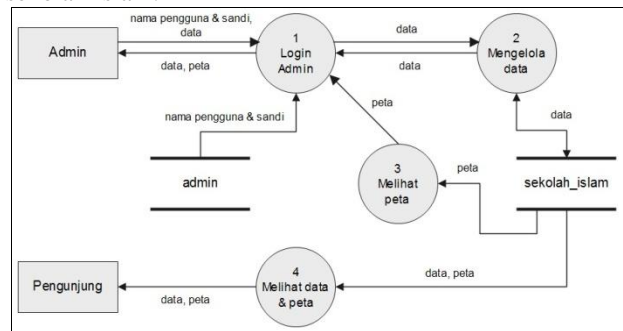 nama pengguna & sandi,
data
Admin
data, peta
1
Login
Admin
data
data
2
Mengelola
data
nama pengguna & sandi
peta
data
admin
3
Melihat
peta
peta
sekolah_islam
Pengunjung
data, peta
4
Melihat data
& peta
data, peta